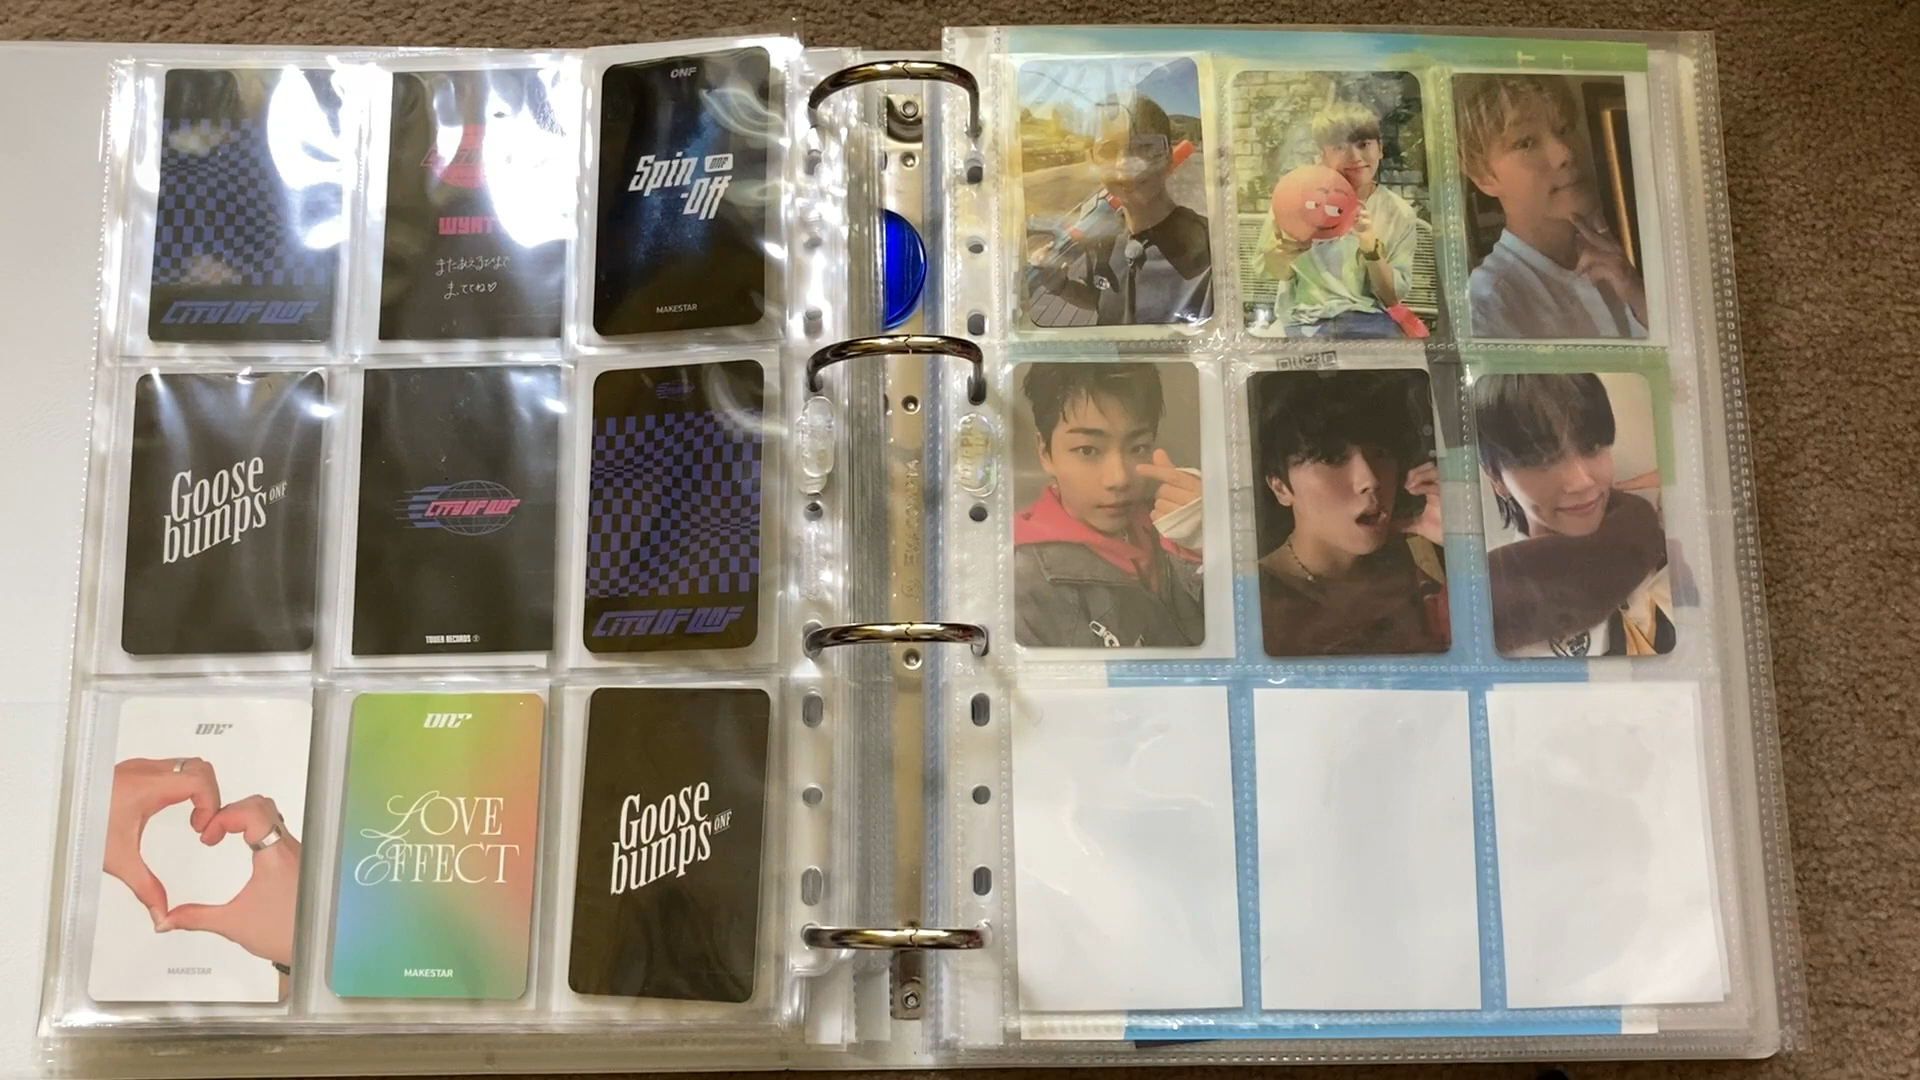 CITY OF ONF
WYATT
またあえるひまで
まっててね♡
ONF
Spin ONF
-Off
MAKESTAR
Goose
bumps ONF
CITY OF ONF
TOWER RECORDS
CITY OF ONF
ONF
MAKESTAR
ONF
LOVE
EFFECT
MAKESTAR
Goose
bumps ONF